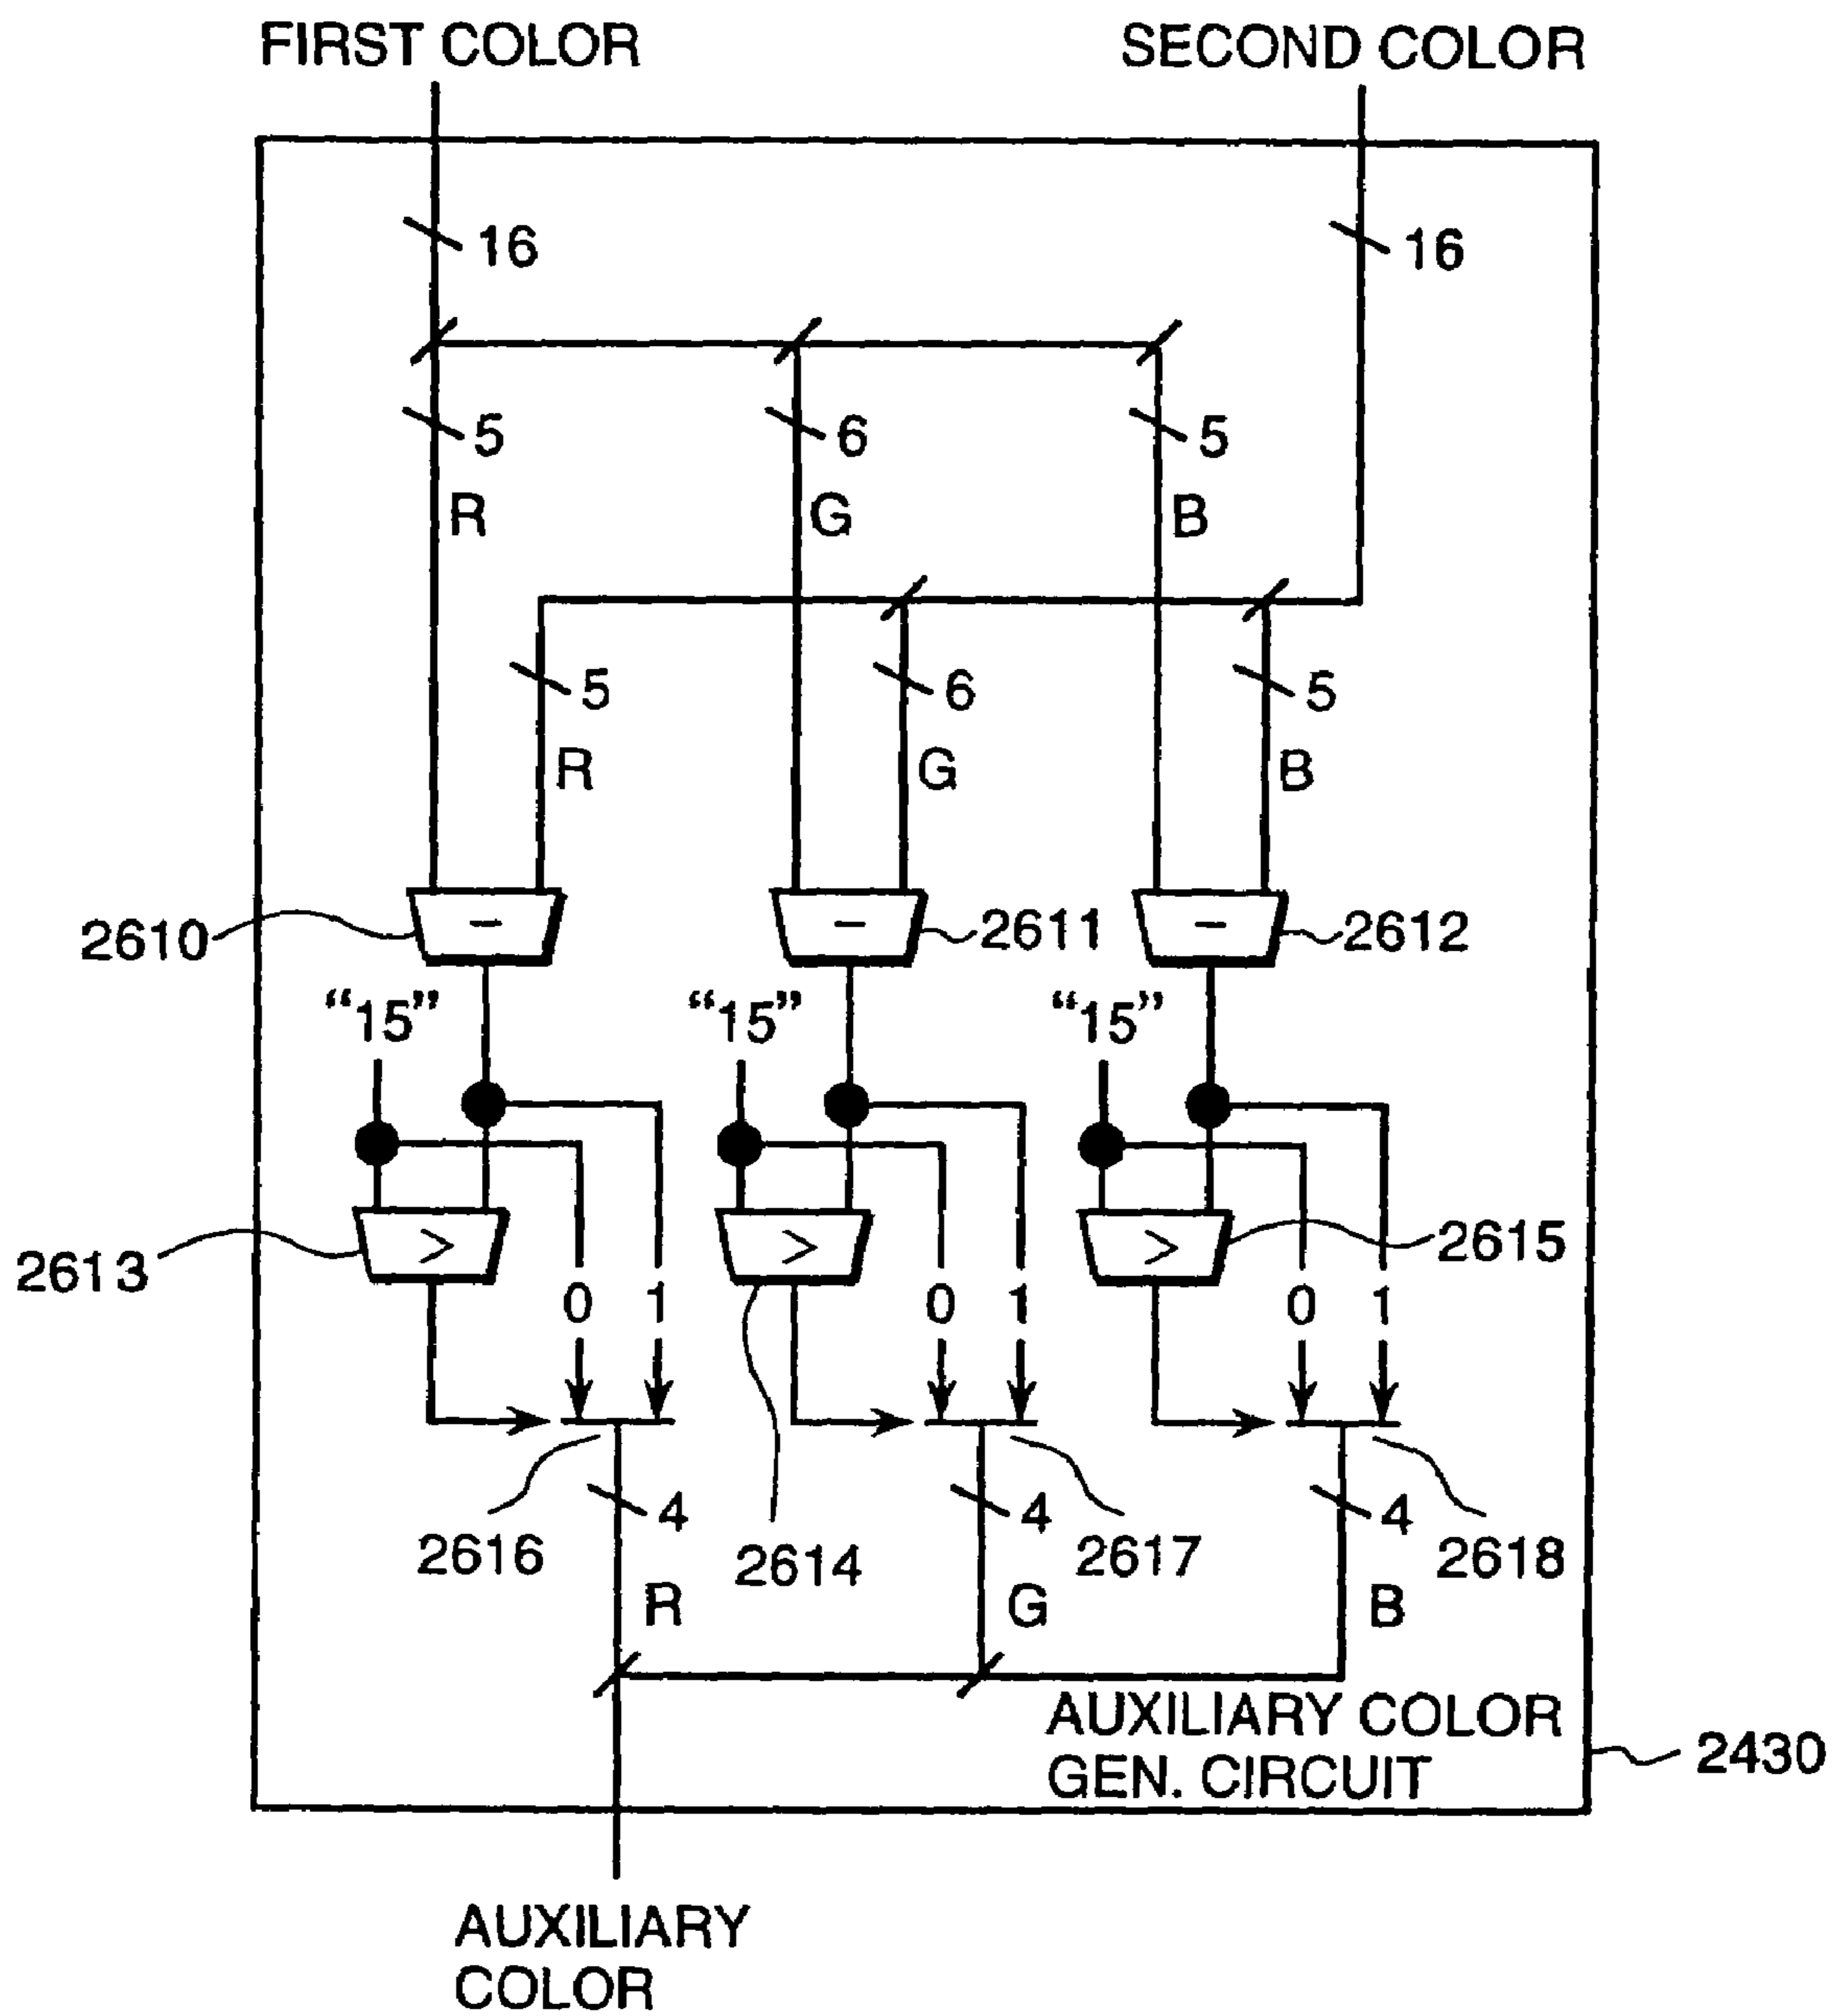 FIRST COLOR
SECOND COLOR
16
16
5
6
5
R
G
B
5
6
5
R
G
B
−
−
−
2610
2611
2612
“15”
“15”
“15”
>
>
>
2613
2615
0
1
0
1
0
1
4
4
4
2616
2614
2617
2618
R
G
B
AUXILIARY COLOR
GEN. CIRCUIT
2430
AUXILIARY
COLOR